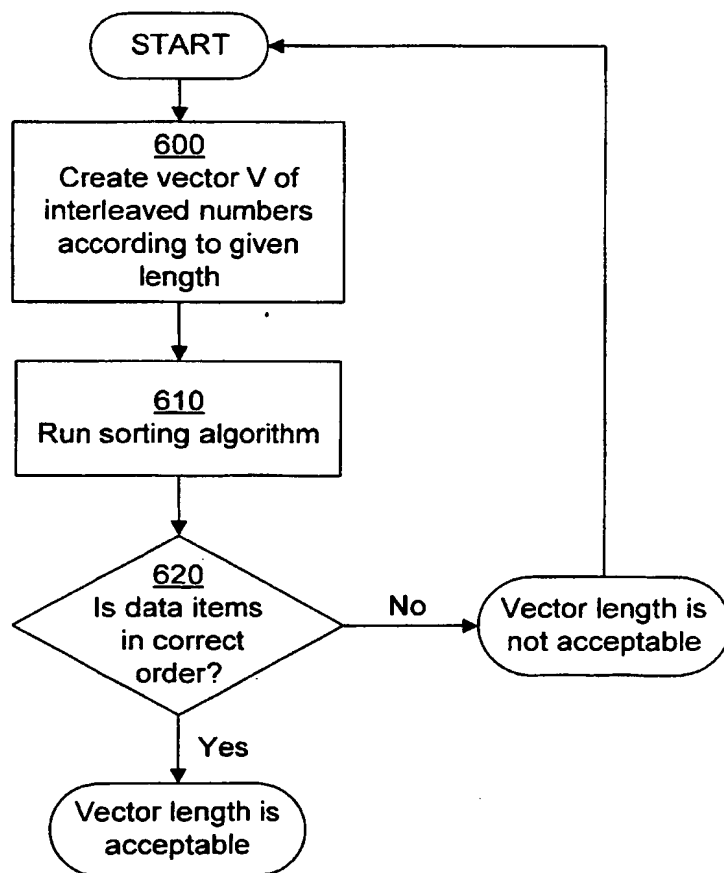 START
600
Create vector V of
interleaved numbers
according to given
length
610
Run sorting algorithm
620
Is data items
in correct
order?
No
Vector length is
not acceptable
Yes
Vector length is
acceptable